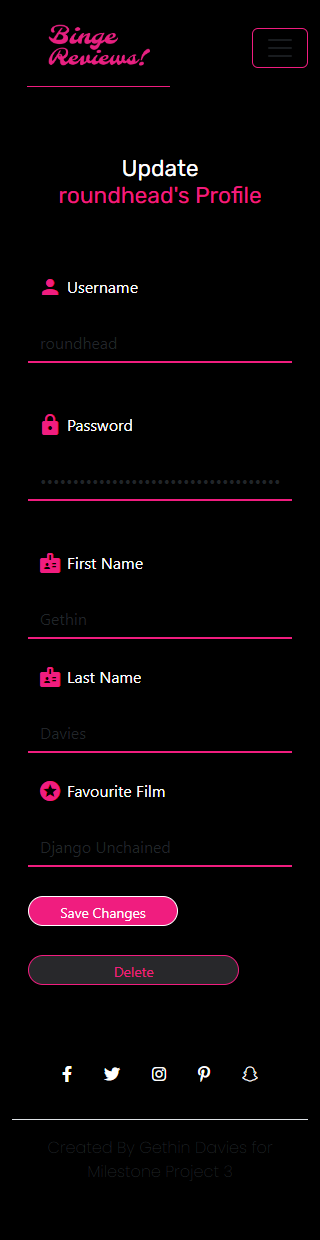 Binge
Reviews!
Update
roundhead's Profile
Username
roundhead
Password
••••••••••••••••••••••••••••••••••••••
First Name
Gethin
Last Name
Davies
Favourite Film
Django Unchained
Save Changes
Delete
Created By Gethin Davies for
Milestone Project 3